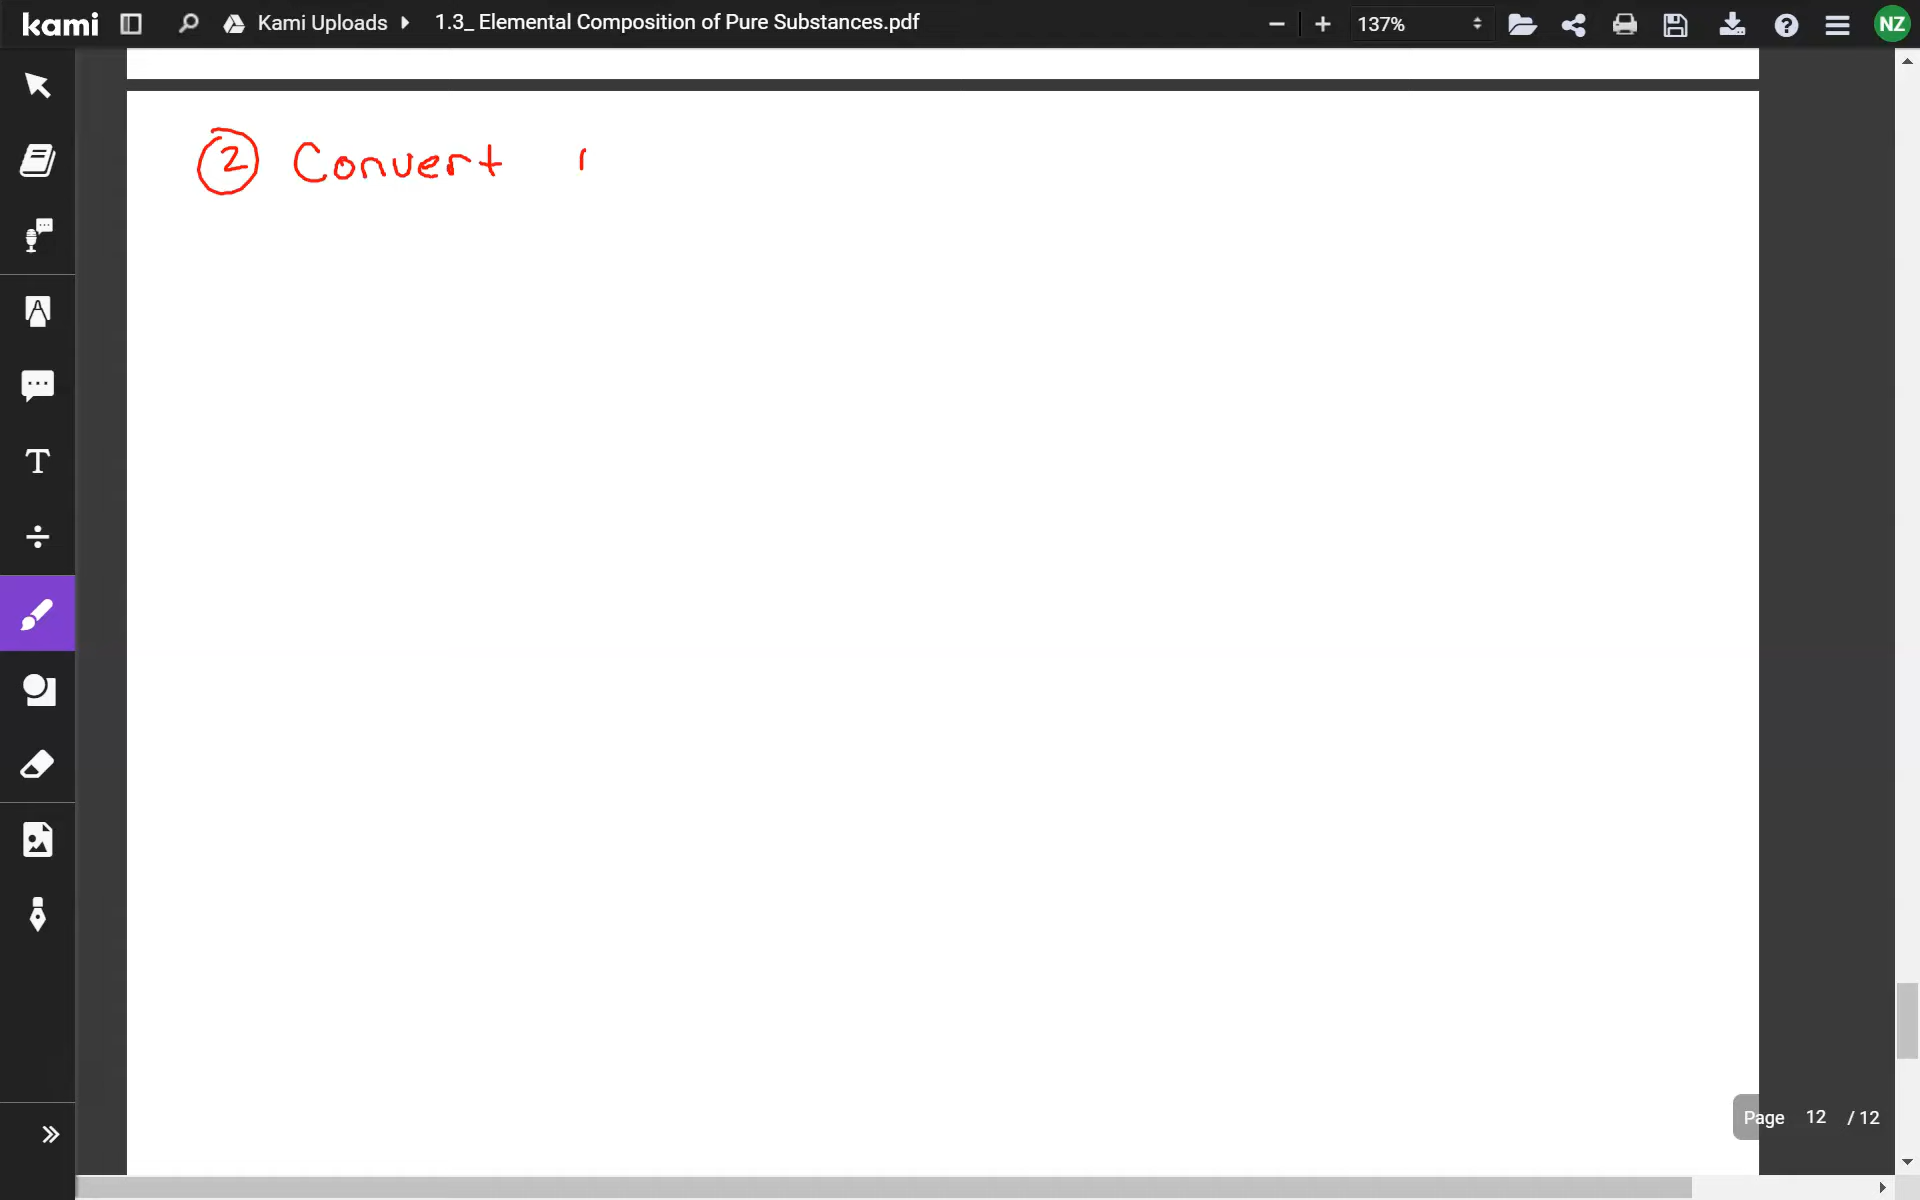 kami Kami Uploads 1.3_ Elemental Composition of Pure Substances.pdf 137% NZ
② Convert
Page 12 / 12